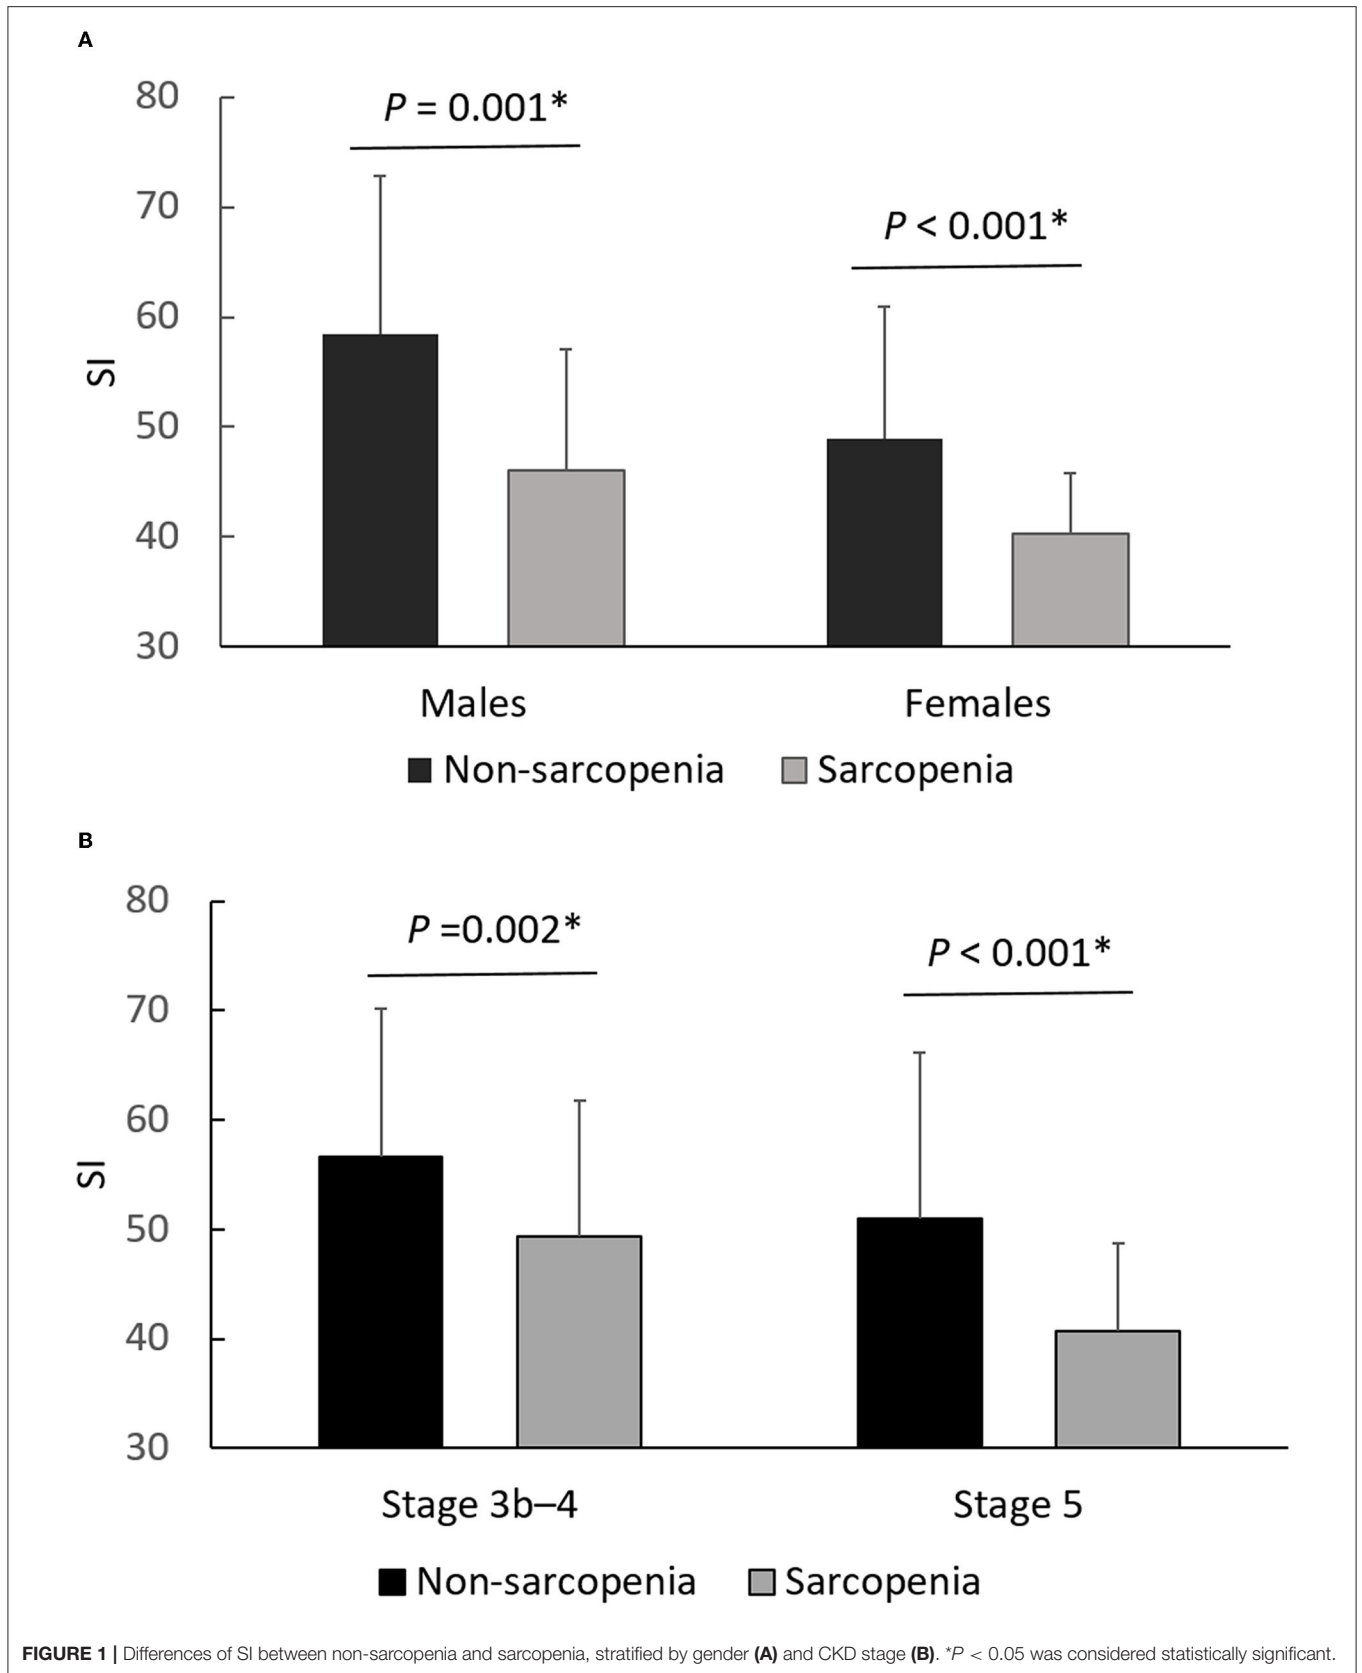 A
80
P = 0.001*
70
P < 0.001*
60
SI
50
40
30
Males Females
Non-sarcopenia Sarcopenia
B
80
P =0.002*
P < 0.001*
70
60
SI
50
40
30
Stage 3b–4 Stage 5
Non-sarcopenia Sarcopenia
FIGURE 1 | Differences of SI between non-sarcopenia and sarcopenia, stratified by gender (A) and CKD stage (B). *P < 0.05 was considered statistically significant.